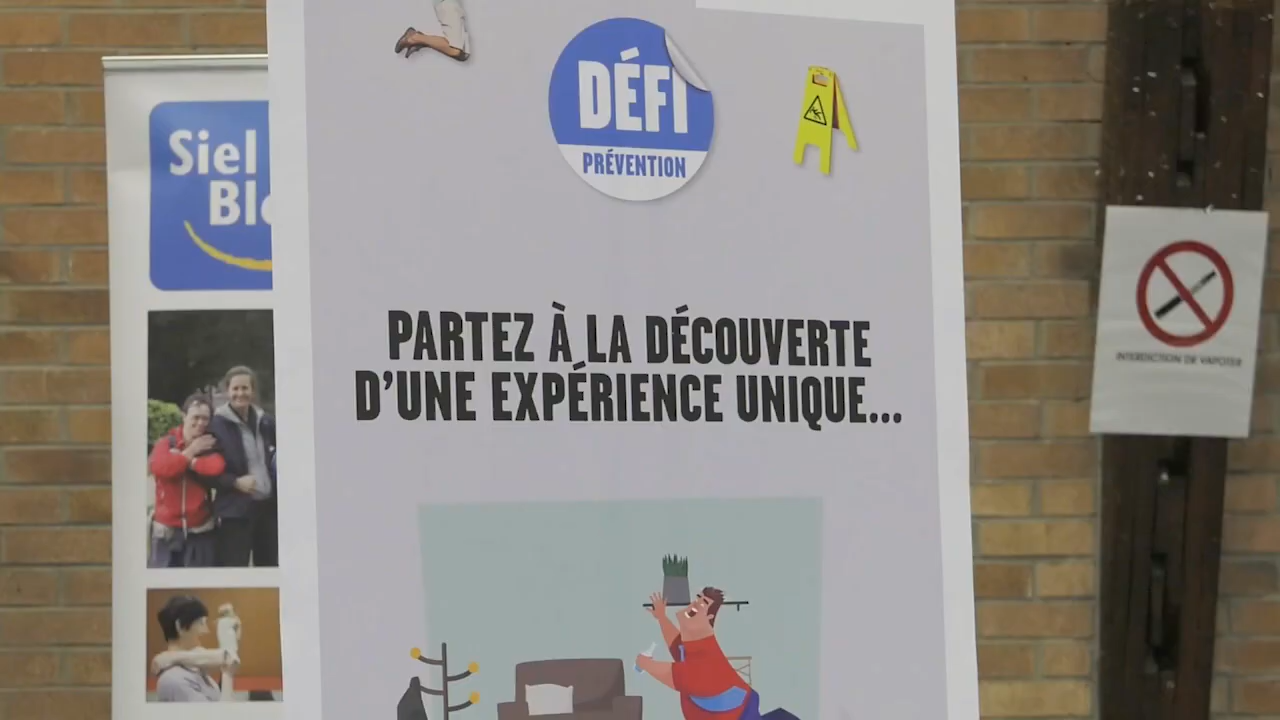 DÉFI
PRÉVENTION
Siel
PARTEZ À LA DÉCOUVERTE
D'UNE EXPÉRIENCE UNIQUE...
INTERDICTION DE VAPOTER